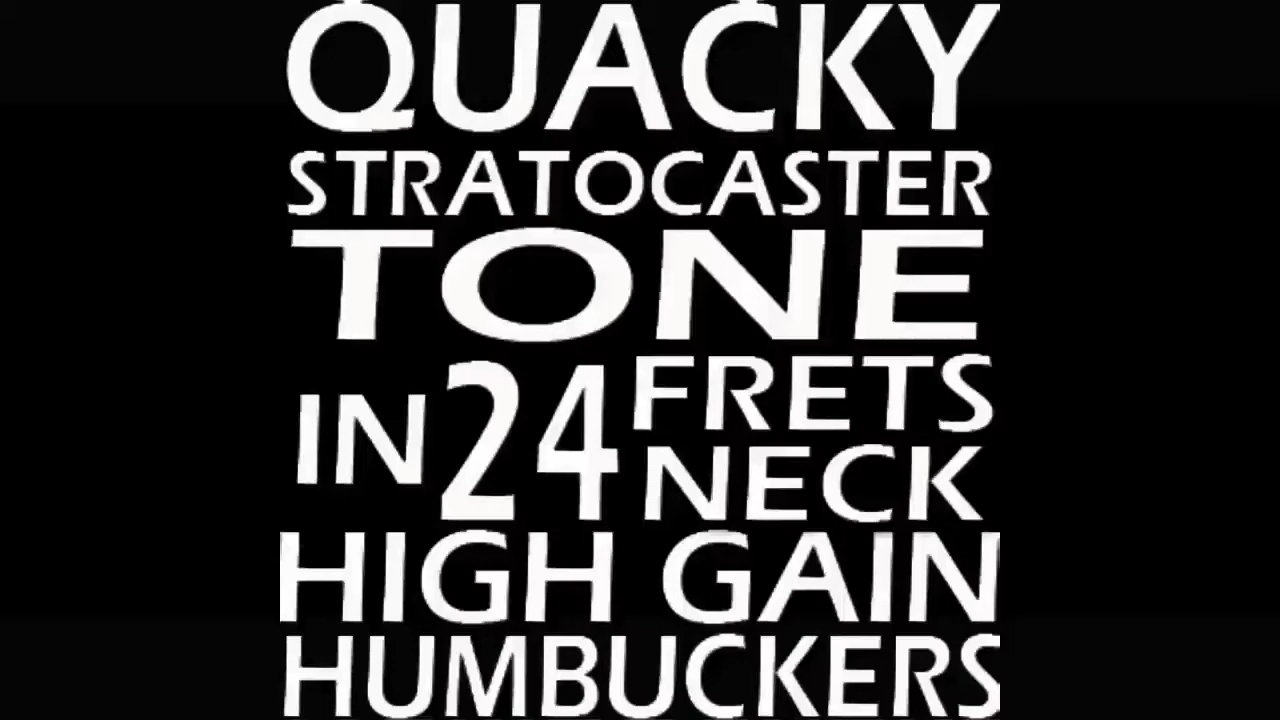 QUACKY
STRATOCASTER
TONE
IN 24 FRETS
NECK
HIGH GAIN
HUMBUCKERS